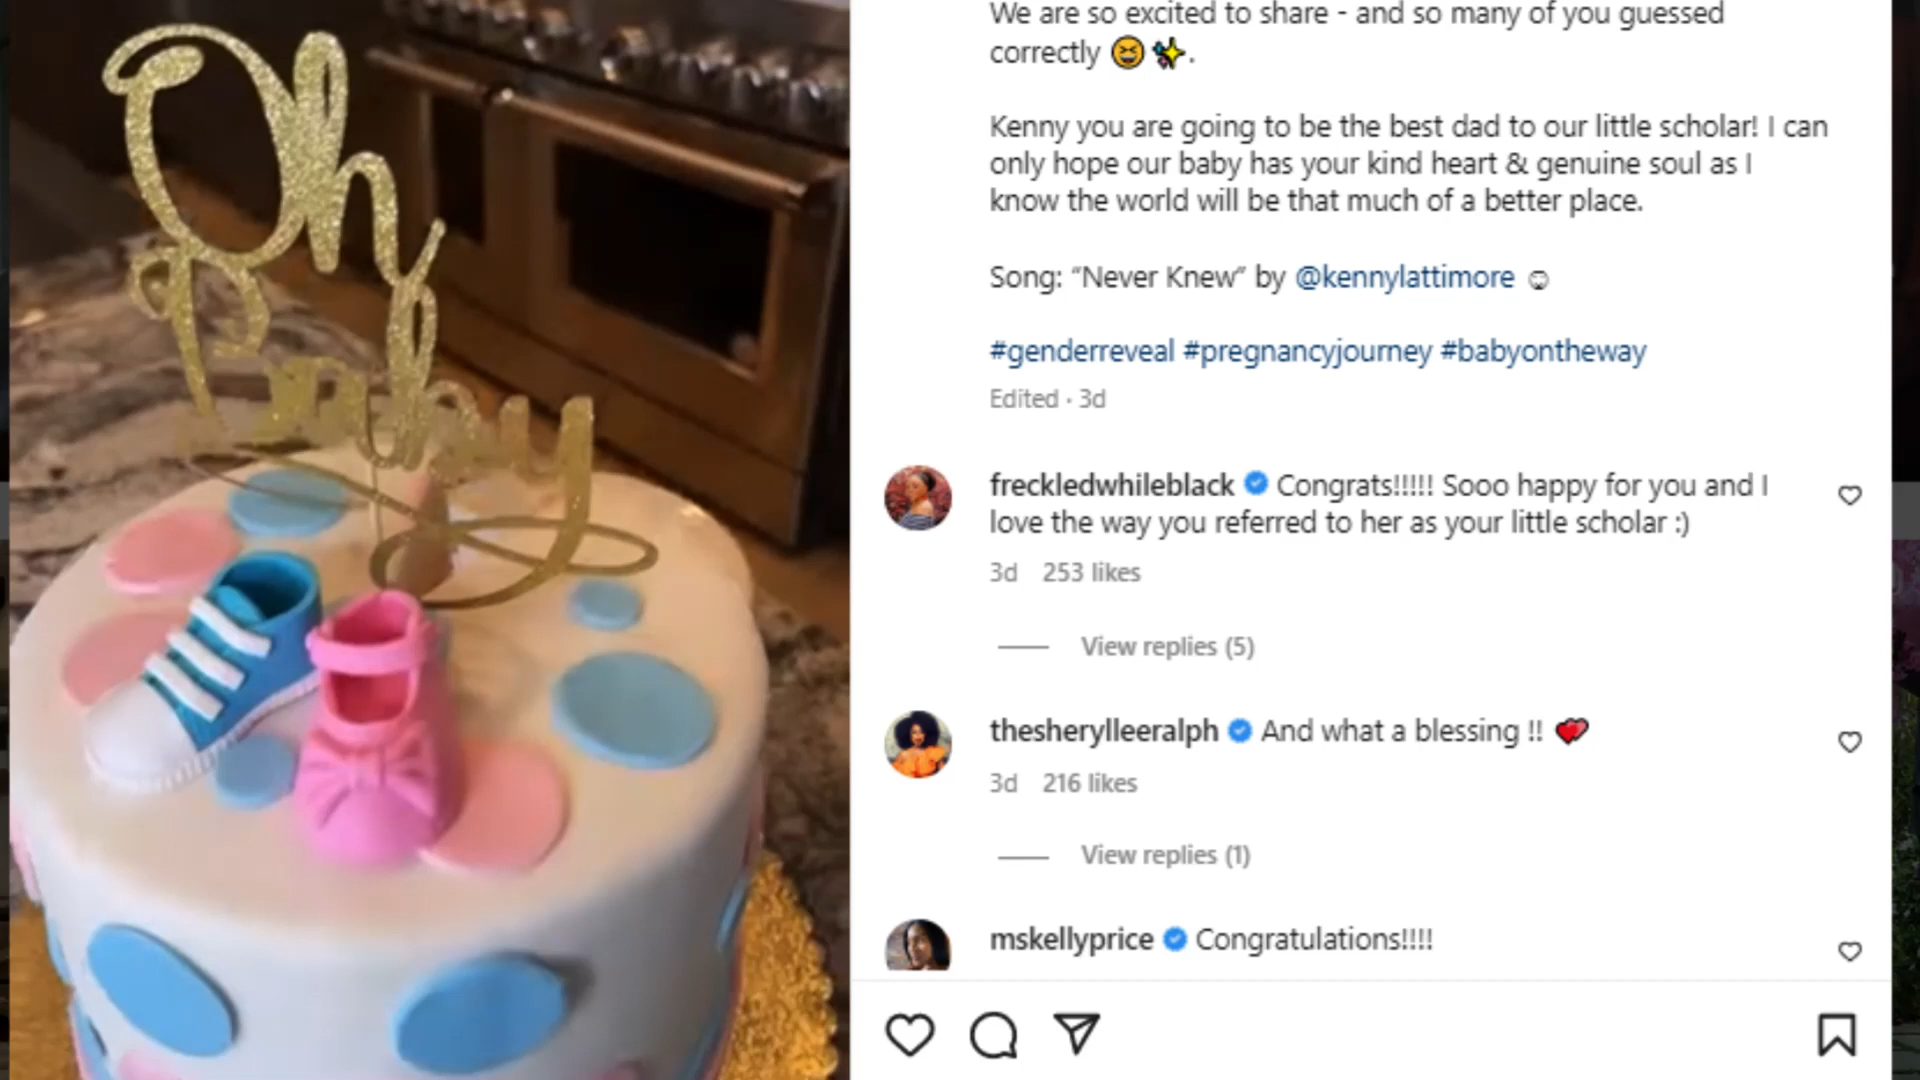 Oh
Baby
We are so excited to share - and so many of you guessed
correctly 😆✨.
Kenny you are going to be the best dad to our little scholar! I can
only hope our baby has your kind heart & genuine soul as I
know the world will be that much of a better place.
Song: “Never Knew” by @kennylattimore ☺
#genderreveal #pregnancyjourney #babyontheway
Edited · 3d
freckledwhileblack Congrats!!!!! Sooo happy for you and I
love the way you referred to her as your little scholar :)
3d 253 likes
View replies (5)
thesherylleeralph And what a blessing !! 💕
3d 216 likes
View replies (1)
mskellyprice Congratulations!!!!